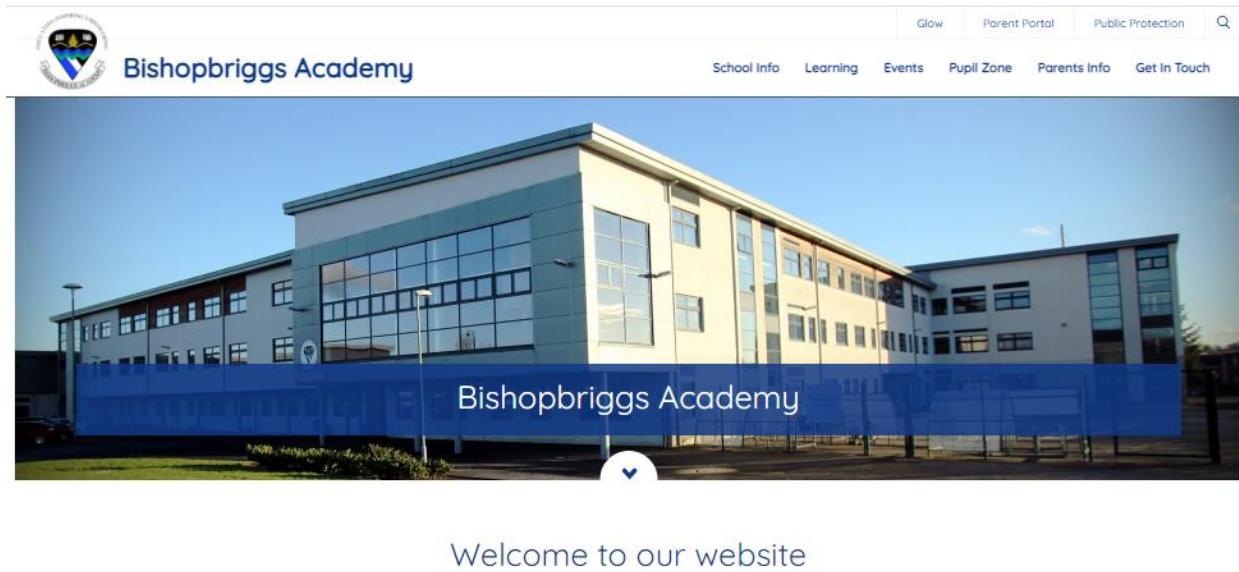 Glow Parent Portal Public Protection
Bishopbriggs Academy
School Info Learning Events Pupil Zone Parents Info Get In Touch
Bishopbriggs Academy
Welcome to our website